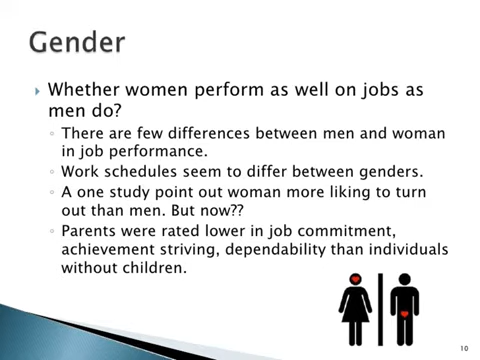 Gender
Whether women perform as well on jobs as
men do?
There are few differences between men and woman
in job performance.
Work schedules seem to differ between genders.
A one study point out woman more liking to turn
out than men. But now??
Parents were rated lower in job commitment,
achievement striving, dependability than individuals
without children.
10